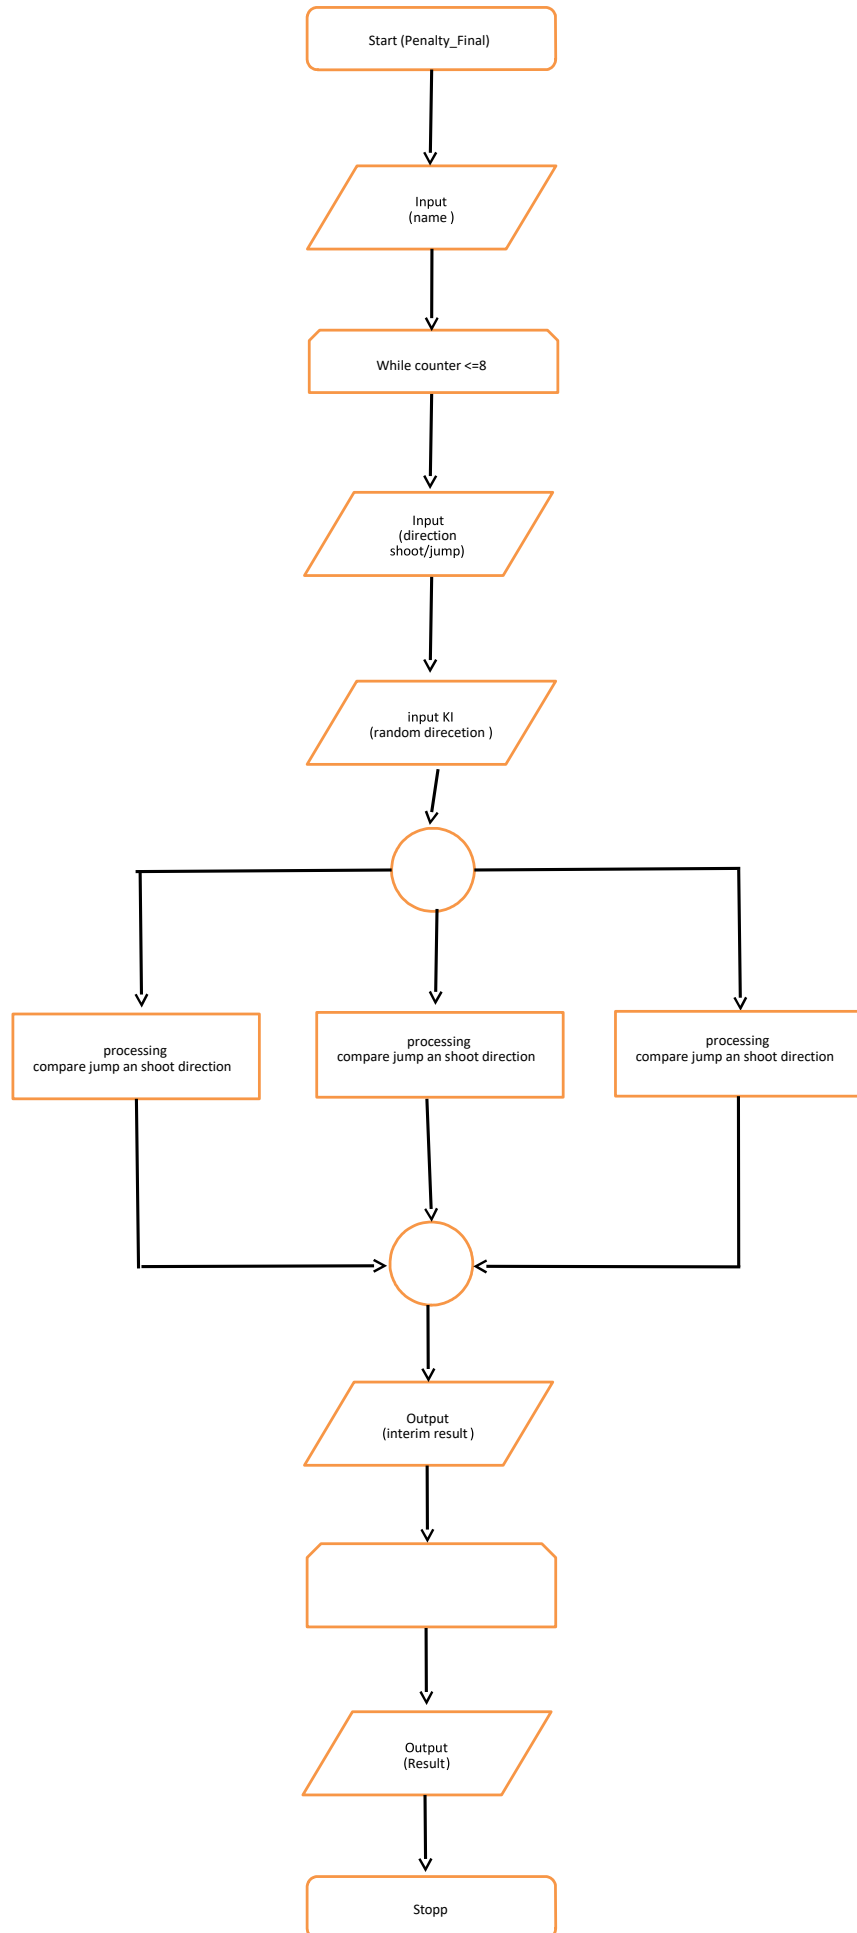 Start (Penalty_Final)
Input
(name )
While counter <=8
Input
(direction
shoot/jump)
input KI
(random direcetion )
processing
compare jump an shoot direction
processing
compare jump an shoot direction
processing
compare jump an shoot direction
Output
(interim result )
Output
(Result)
Stopp